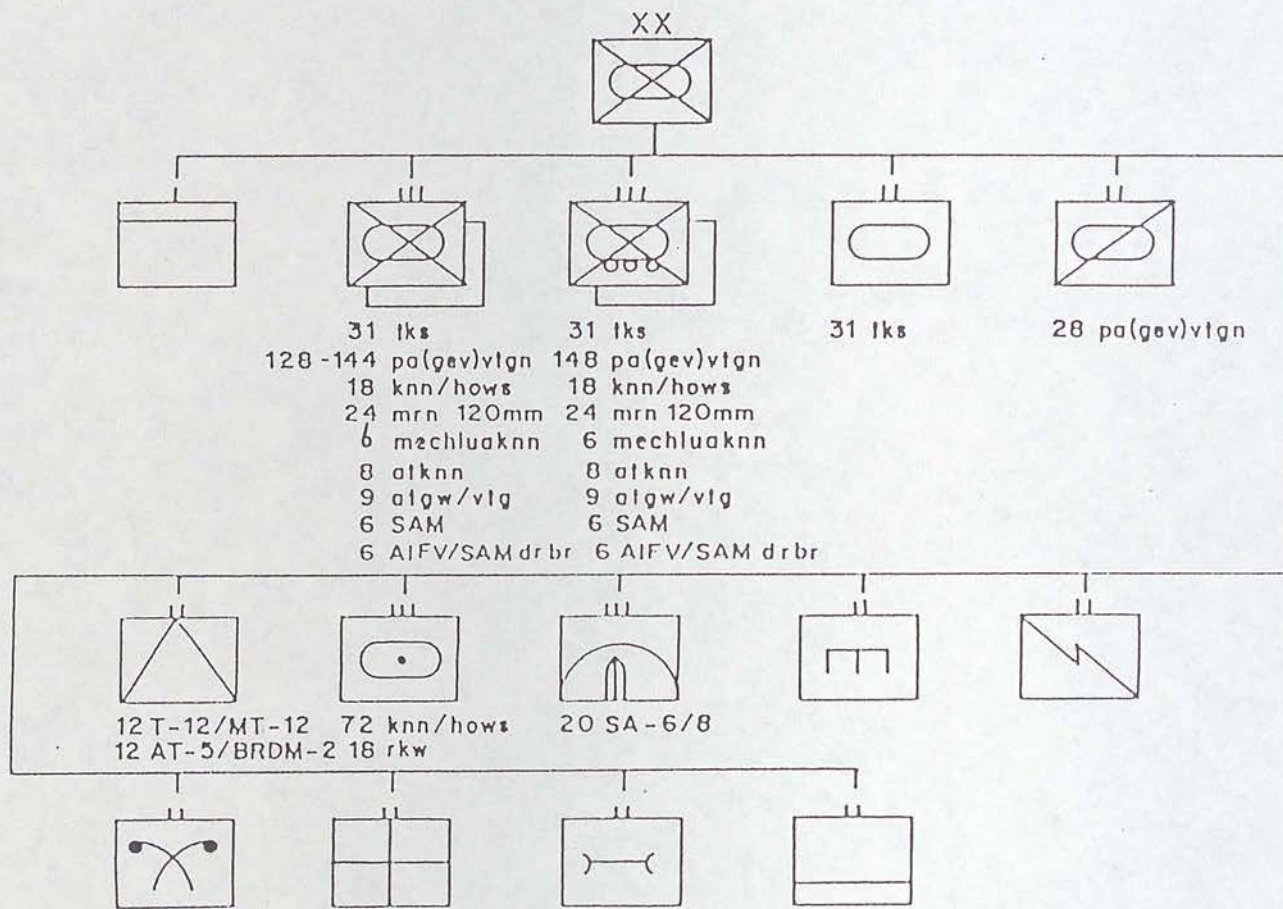 XX
31 tks
128-144 pa(gev)vtgn
18 knn/hows
24 mrn 120mm
6 mechluaknn
8 atknn
9 atgw/vtg
6 SAM
6 AIFV/SAM drbr
31 tks
148 pa(gev)vtgn
18 knn/hows
24 mrn 120mm
6 mechluaknn
8 atknn
9 atgw/vtg
6 SAM
6 AIFV/SAM drbr
31 tks
28 pa(gev)vtgn
12 T-12/MT-12
12 AT-5/BRDM-2
72 knn/hows
18 rkw
20 SA-6/8